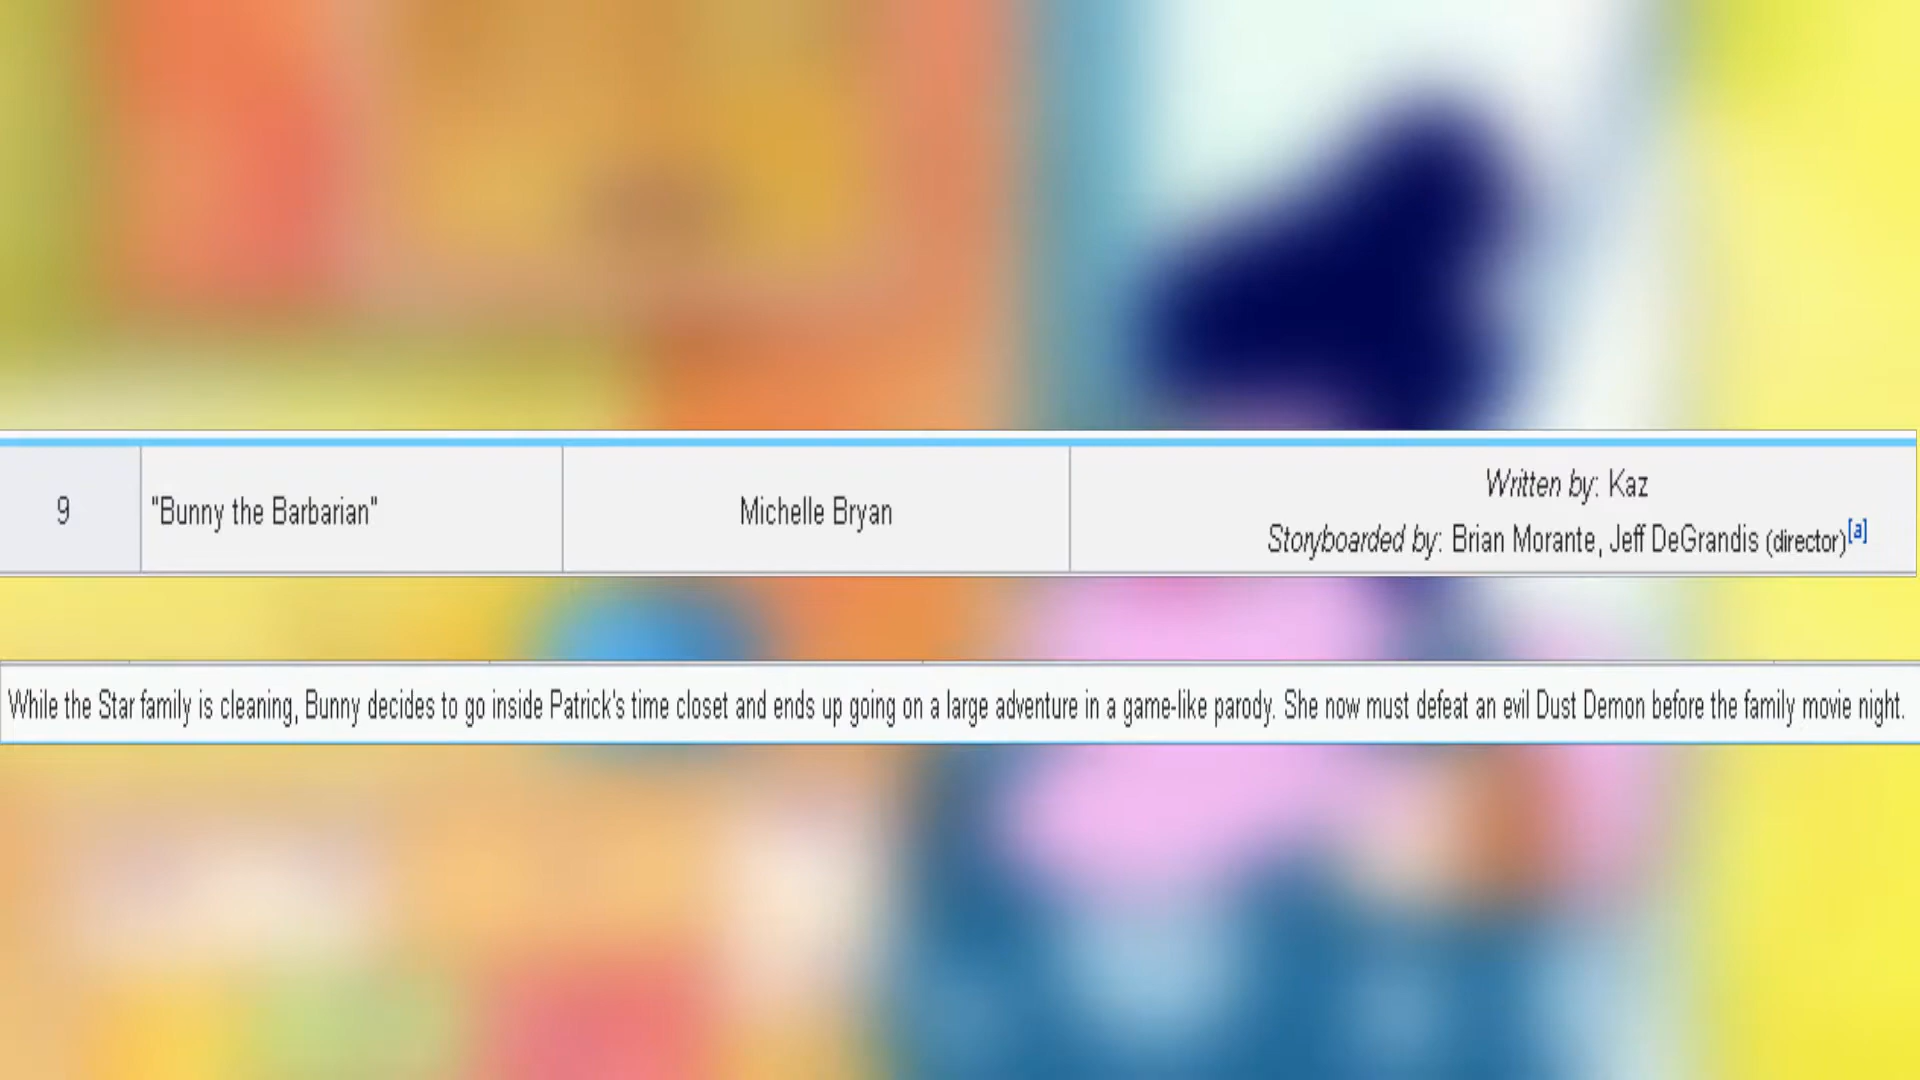 9
"Bunny the Barbarian"
Michelle Bryan
Written by: Kaz
Storyboarded by: Brian Morante, Jeff DeGrandis (director)[a]
While the Star family is cleaning, Bunny decides to go inside Patrick's time closet and ends up going on a large adventure in a game-like parody. She now must defeat an evil Dust Demon before the family movie night.